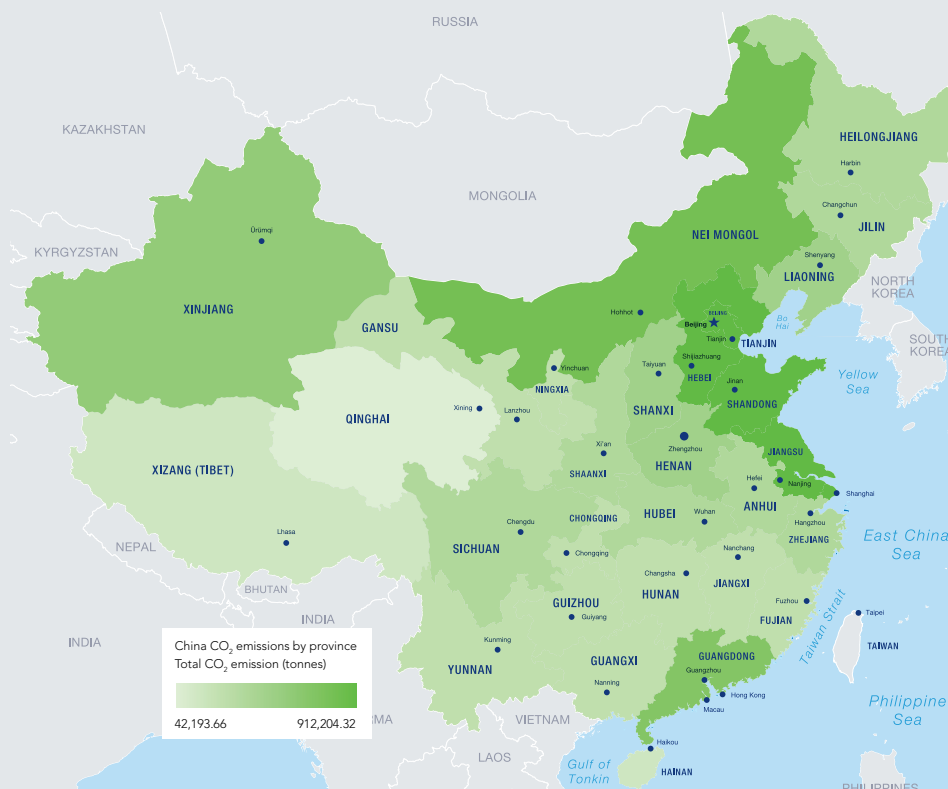 RUSSIA
KAZAKHSTAN
HEILONGJIANG
Harbin
MONGOLIA
Changchun
JILIN
Ürümqi
NEI MONGOL
KYRGYZSTAN
Shenyang
LIAONING
NORTH
KOREA
XINJIANG
Hohhot
BEIJING
Beijing
Bo
Hai
GANSU
Tianjin
TIANJIN
SOUTH
KOREA
Shijiazhuang
Taiyuan
Yinchuan
HEBEI
Jinan
Yellow
Sea
NINGXIA
SHANDONG
Xining
Lanzhou
SHANXI
QINGHAI
Xi'an
Zhengzhou
JIANGSU
XIZANG (TIBET)
SHAANXI
HENAN
Hefei
Nanjing
Shanghai
ANHUI
CHONGQING
HUBEI
Wuhan
Hangzhou
Chengdu
ZHEJIANG
East China
Sea
Lhasa
NEPAL
SICHUAN
Chongqing
Nanchang
Changsha
JIANGXI
BHUTAN
HUNAN
GUIZHOU
Guiyang
Fuzhou
FUJIAN
Taiwan Strait
Taipei
INDIA
INDIA
Kunming
TAIWAN
YUNNAN
GUANGXI
GUANGDONG
Guangzhou
Nanning
Hong Kong
Macau
Philippine
Sea
China CO₂ emissions by province
Total CO₂ emission (tonnes)
42,193.66 912,204.32
RMA
VIETNAM
LAOS
Haikou
Gulf of
Tonkin
HAINAN
PHILIPPINES